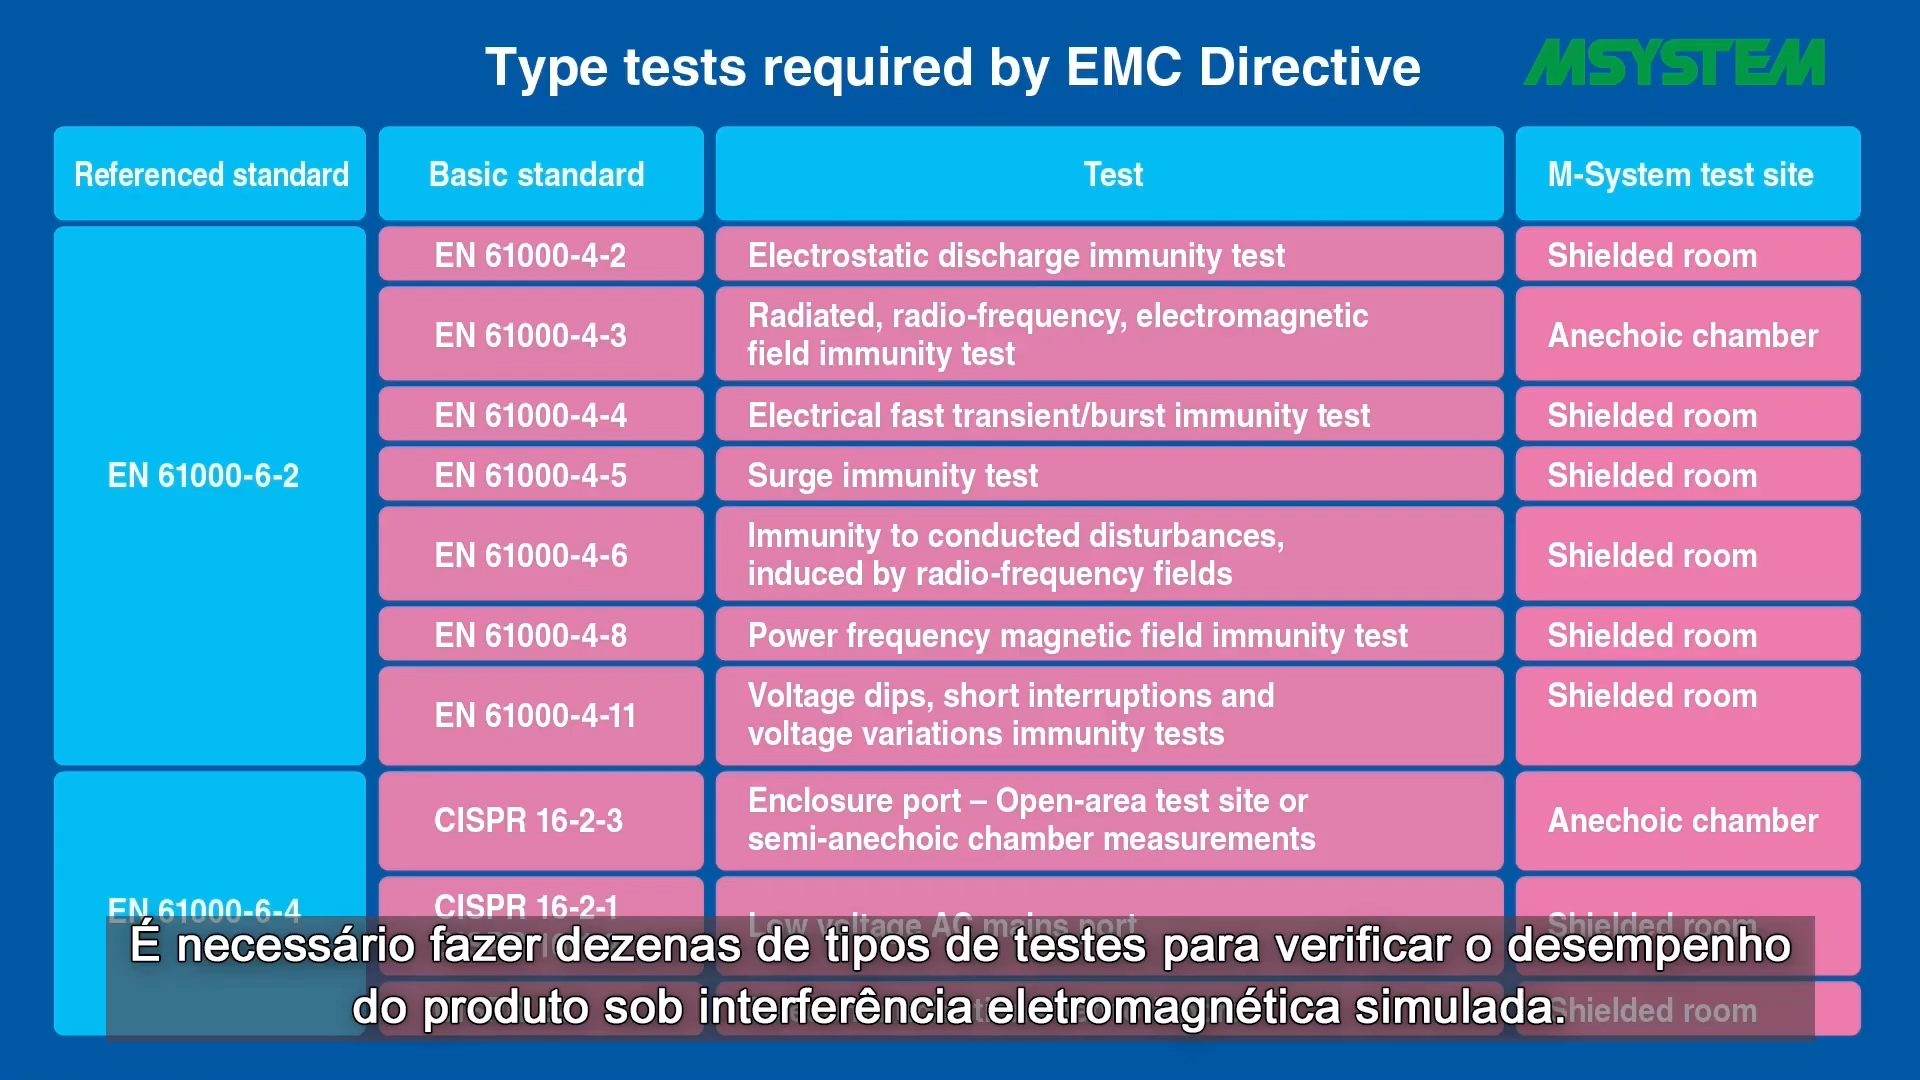 Type tests required by EMC Directive
MSYSTEM
Referenced standard
Basic standard
Test
M-System test site
EN 61000-6-2
EN 61000-4-2
Electrostatic discharge immunity test
Shielded room
EN 61000-4-3
Radiated, radio-frequency, electromagnetic
field immunity test
Anechoic chamber
EN 61000-4-4
Electrical fast transient/burst immunity test
Shielded room
EN 61000-4-5
Surge immunity test
Shielded room
EN 61000-4-6
Immunity to conducted disturbances,
induced by radio-frequency fields
Shielded room
EN 61000-4-8
Power frequency magnetic field immunity test
Shielded room
EN 61000-4-11
Voltage dips, short interruptions and
voltage variations immunity tests
Shielded room
EN 61000-6-4
CISPR 16-2-3
Enclosure port – Open-area test site or
semi-anechoic chamber measurements
Anechoic chamber
CISPR 16-2-1
Low voltage AC mains port
Shielded room
Shielded room
É necessário fazer dezenas de tipos de testes para verificar o desempenho
do produto sob interferência eletromagnética simulada.